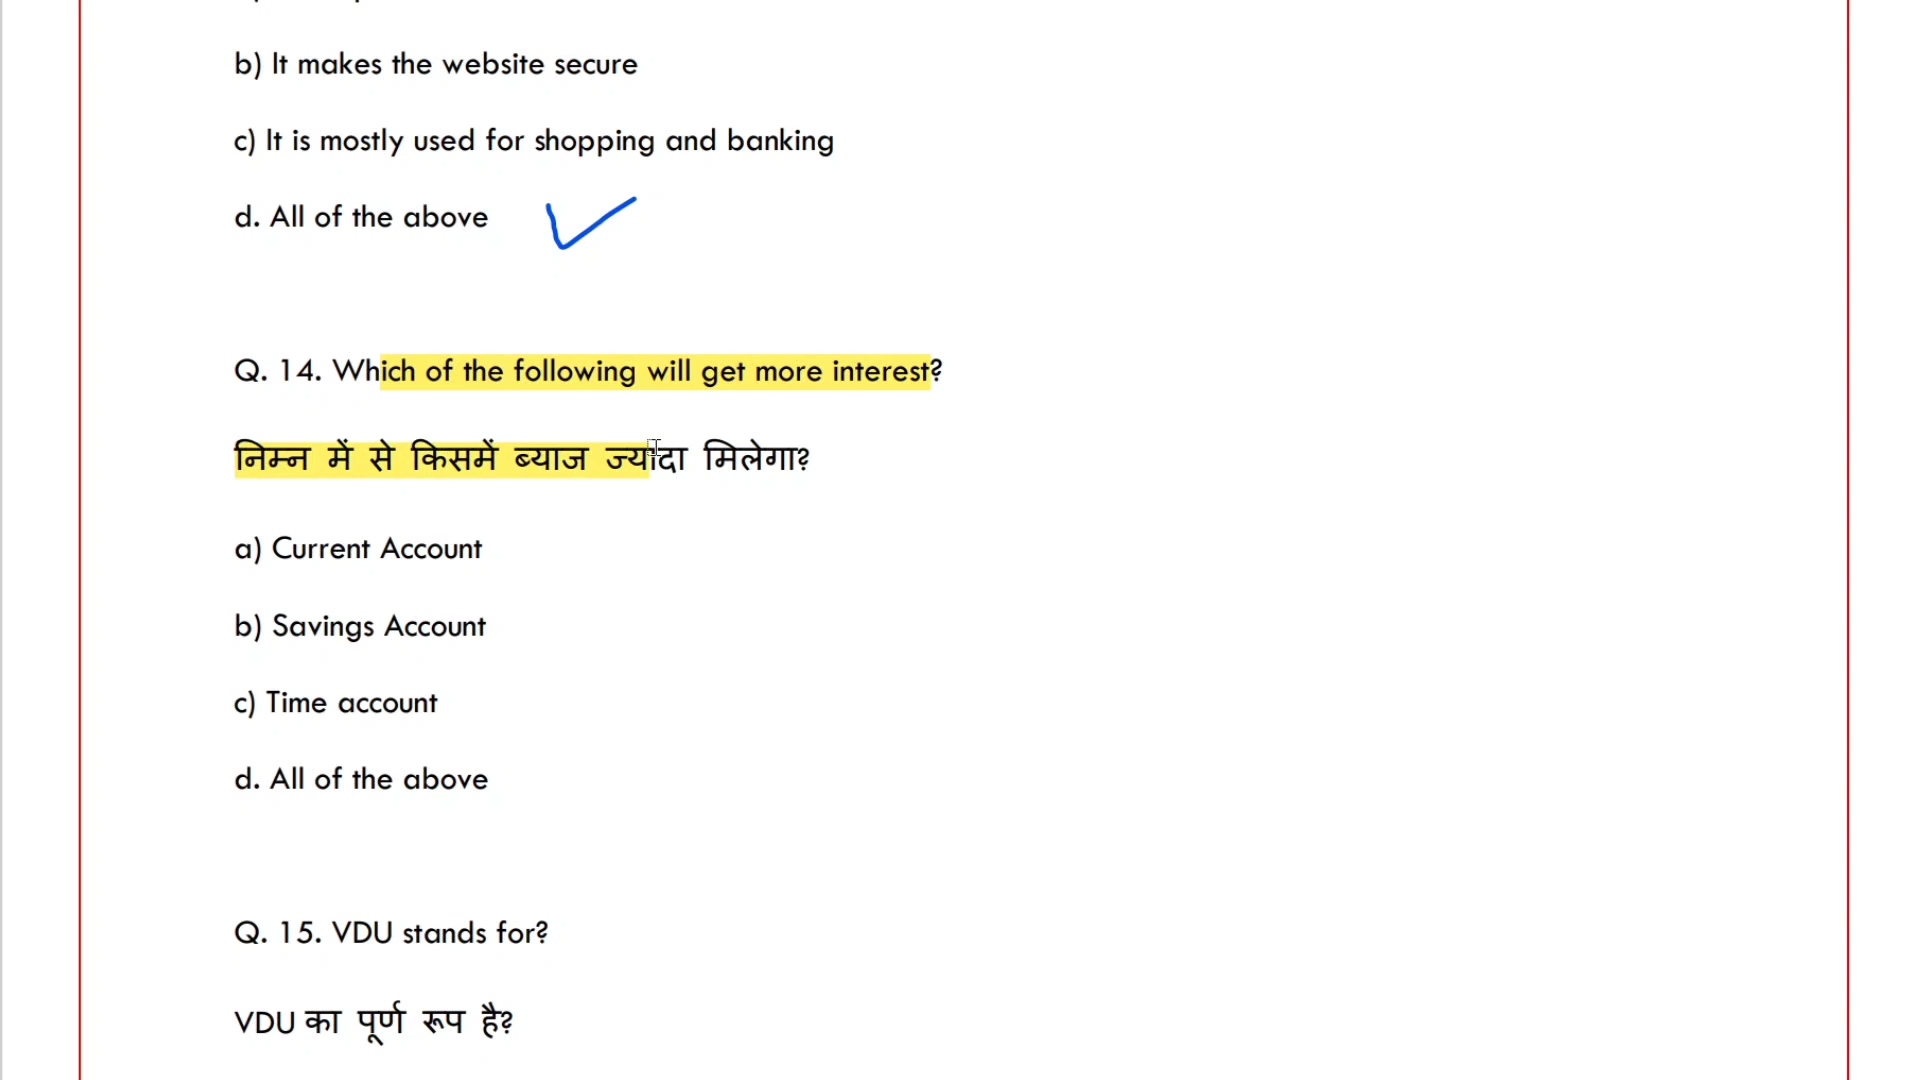 b) It makes the website secure
c) It is mostly used for shopping and banking
d. All of the above
Q. 14. Which of the following will get more interest?
निम्न में से किसमें ब्याज ज्यादा मिलेगा?
a) Current Account
b) Savings Account
c) Time account
d. All of the above
Q. 15. VDU stands for?
VDU का पूर्ण रूप है?